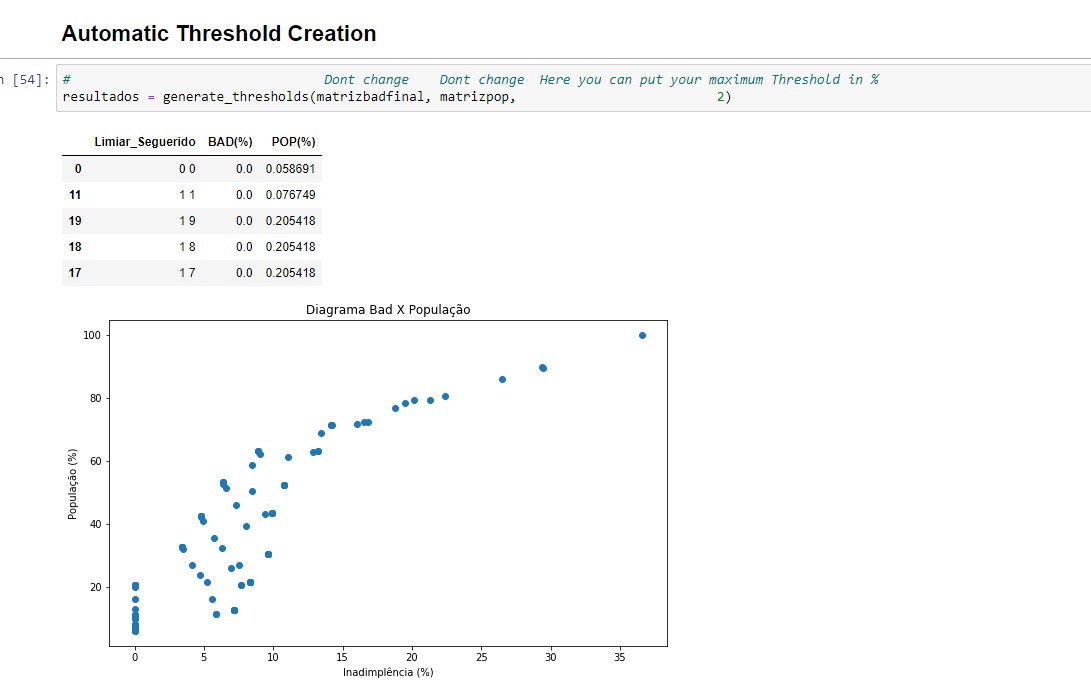 Automatic Threshold Creation
n [54]: # Dont change Dont change Here you can put your maximum Threshold in %
resultados = generate_thresholds(matrizbadfinal, matrizpop, 2)
Limiar_Seguerido BAD(%) POP(%)
0 0 0 0.0 0.058691
11 1 1 0.0 0.076749
19 1 9 0.0 0.205418
18 1 8 0.0 0.205418
17 1 7 0.0 0.205418
Diagrama Bad X População
100
80
60
40
20
População (%)
0 5 10 15 20 25 30 35
Inadimplência (%)